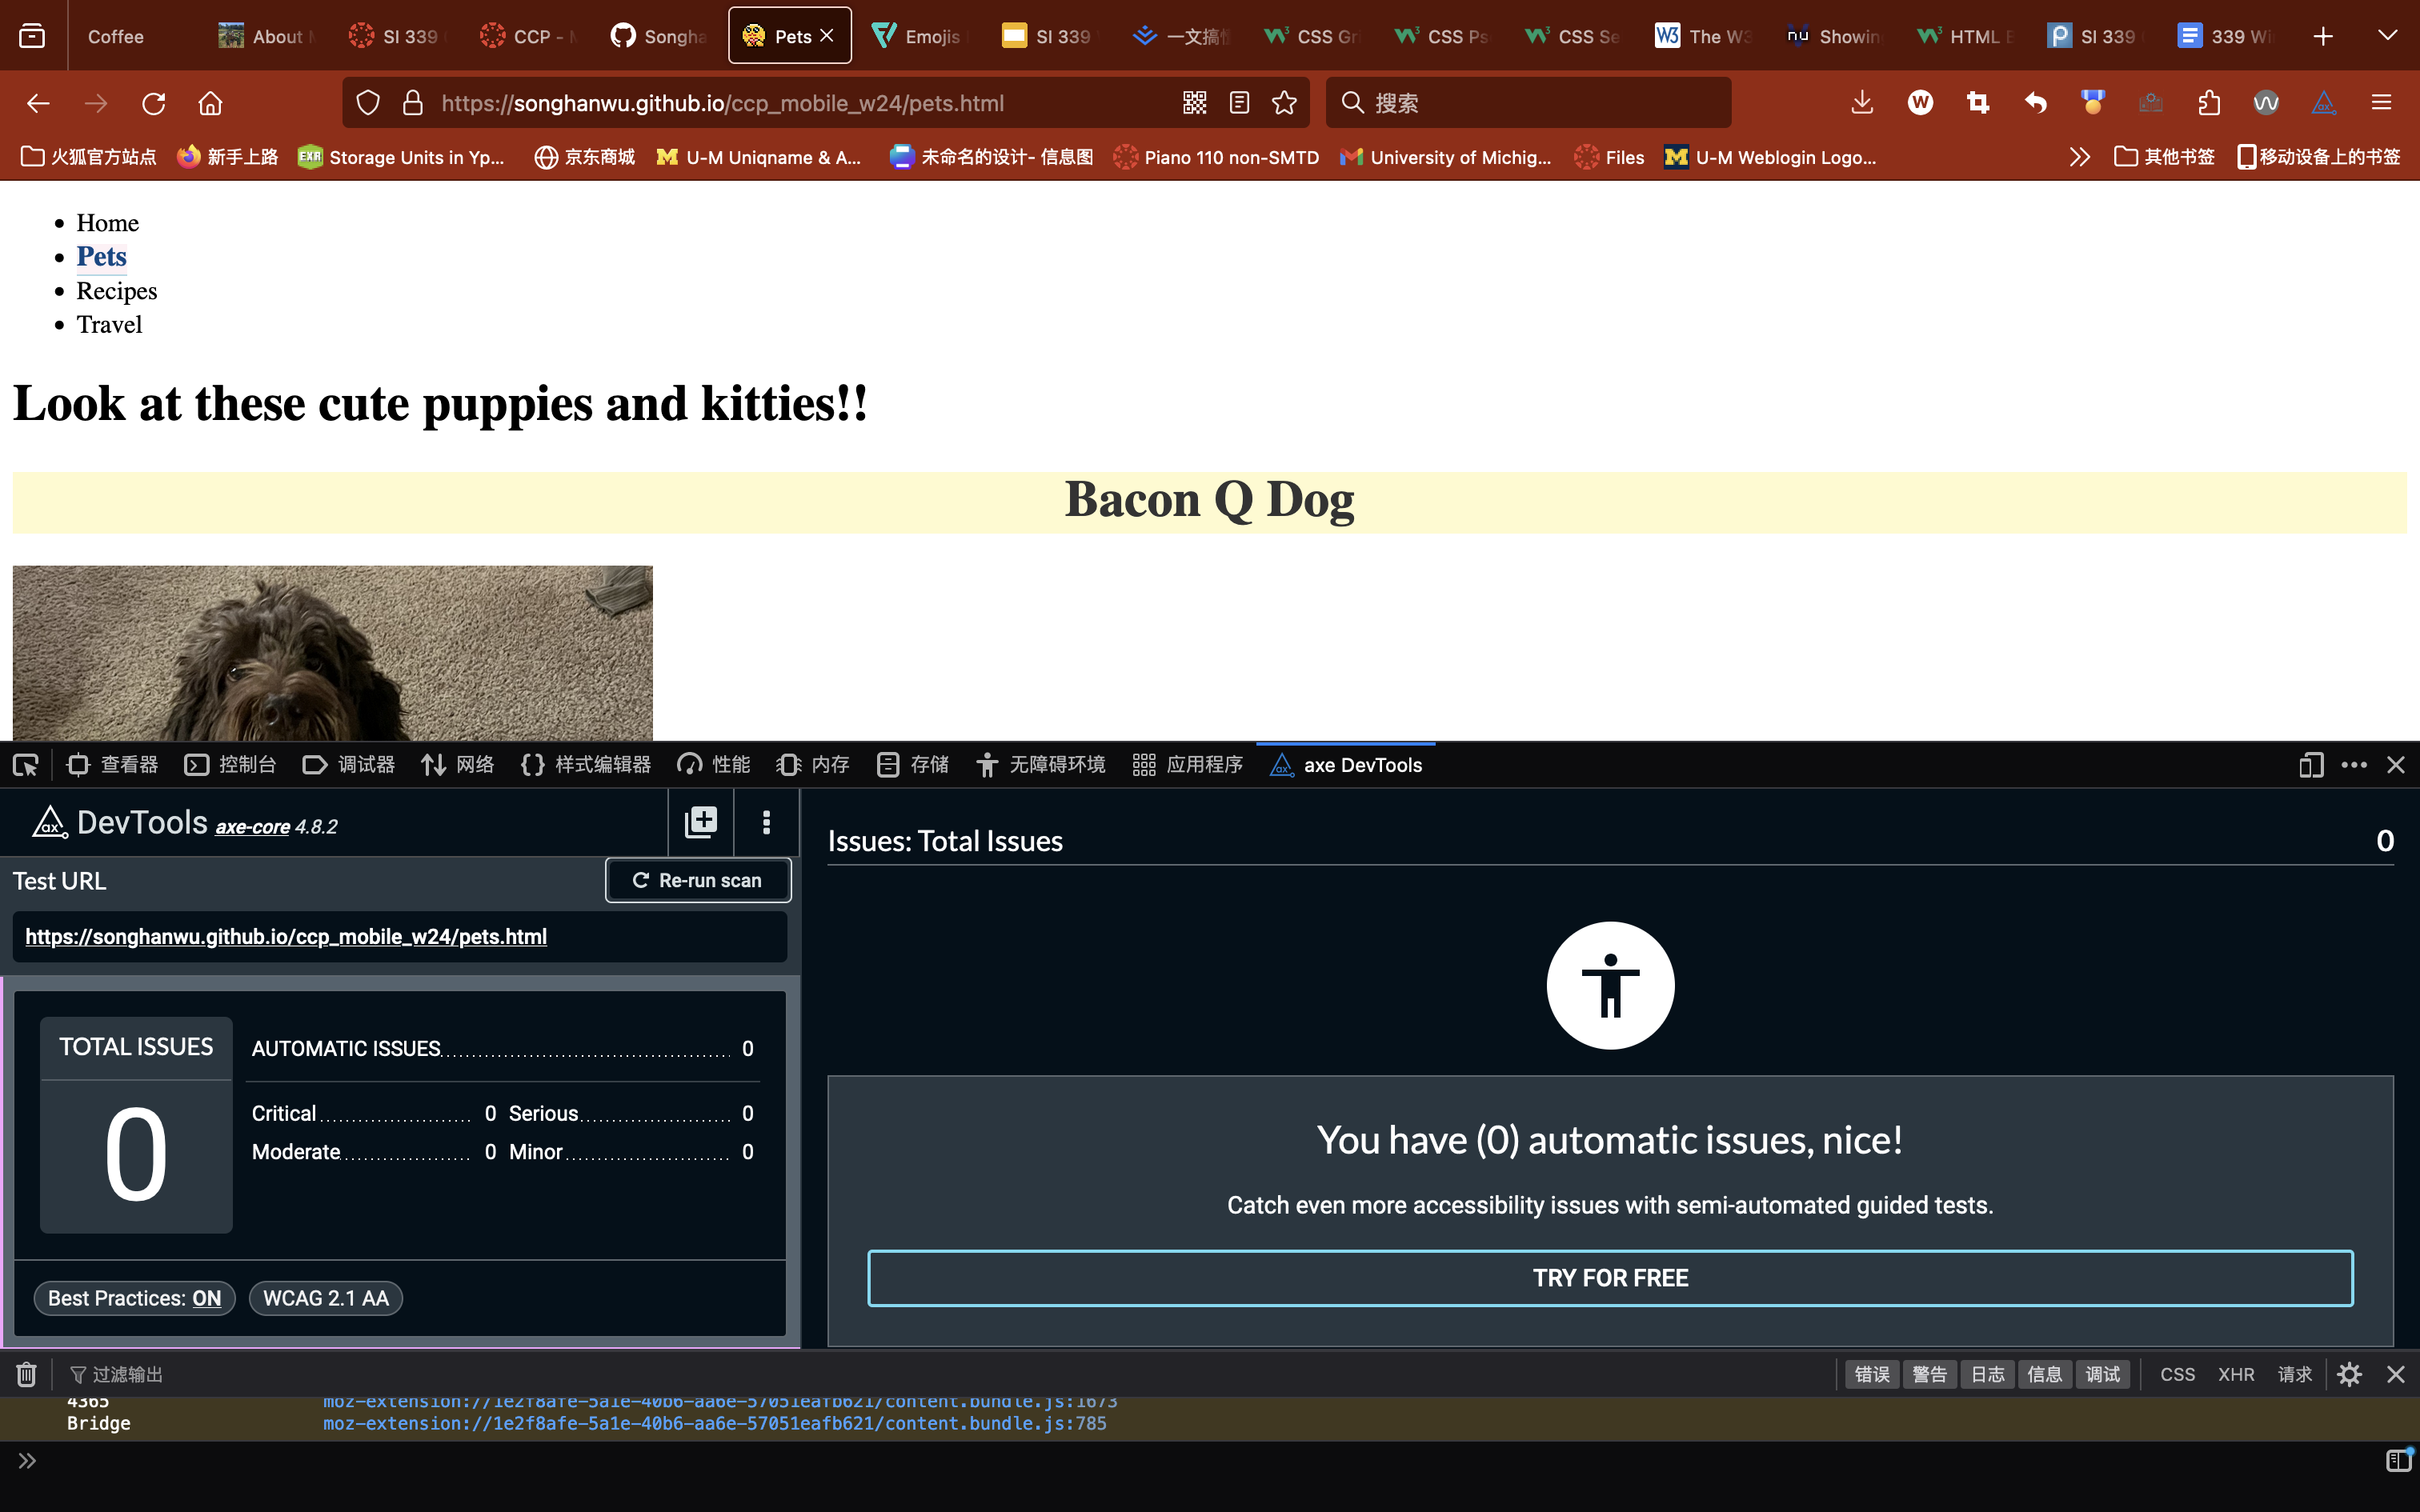 Coffee
About
SI 339
CCP -
Songha
Pets
Emojis
SI 339
一文搞
CSS Gr
CSS Ps
CSS Se
W3 The W3
nu Showin
HTML
SI 339
339 Wi
https://songhanwu.github.io/ccp_mobile_w24/pets.html
搜索
火狐官方站点
新手上路
EXR Storage Units in Yp...
京东商城
M U-M Uniqname & A...
未命名的设计- 信息图
Piano 110 non-SMTD
University of Michig...
Files
M U-M Weblogin Logo...
其他书签
移动设备上的书签
Home
Pets
Recipes
Travel
Look at these cute puppies and kitties!!
Bacon Q Dog
查看器
控制台
调试器
网络
样式编辑器
性能
内存
存储
无障碍环境
应用程序
axe DevTools
DevTools axe-core 4.8.2
Test URL
Re-run scan
https://songhanwu.github.io/ccp_mobile_w24/pets.html
TOTAL ISSUES
0
AUTOMATIC ISSUES 0
Critical 0 Serious 0
Moderate 0 Minor 0
Best Practices: ON
WCAG 2.1 AA
Issues: Total Issues 0
You have (0) automatic issues, nice!
Catch even more accessibility issues with semi-automated guided tests.
TRY FOR FREE
过滤输出
错误 警告 日志 信息 调试 CSS XHR 请求
4365 moz-extension://1e2f8afe-5a1e-40b6-aa6e-57051eafb621/content.bundle.js:1673
Bridge moz-extension://1e2f8afe-5a1e-40b6-aa6e-57051eafb621/content.bundle.js:785